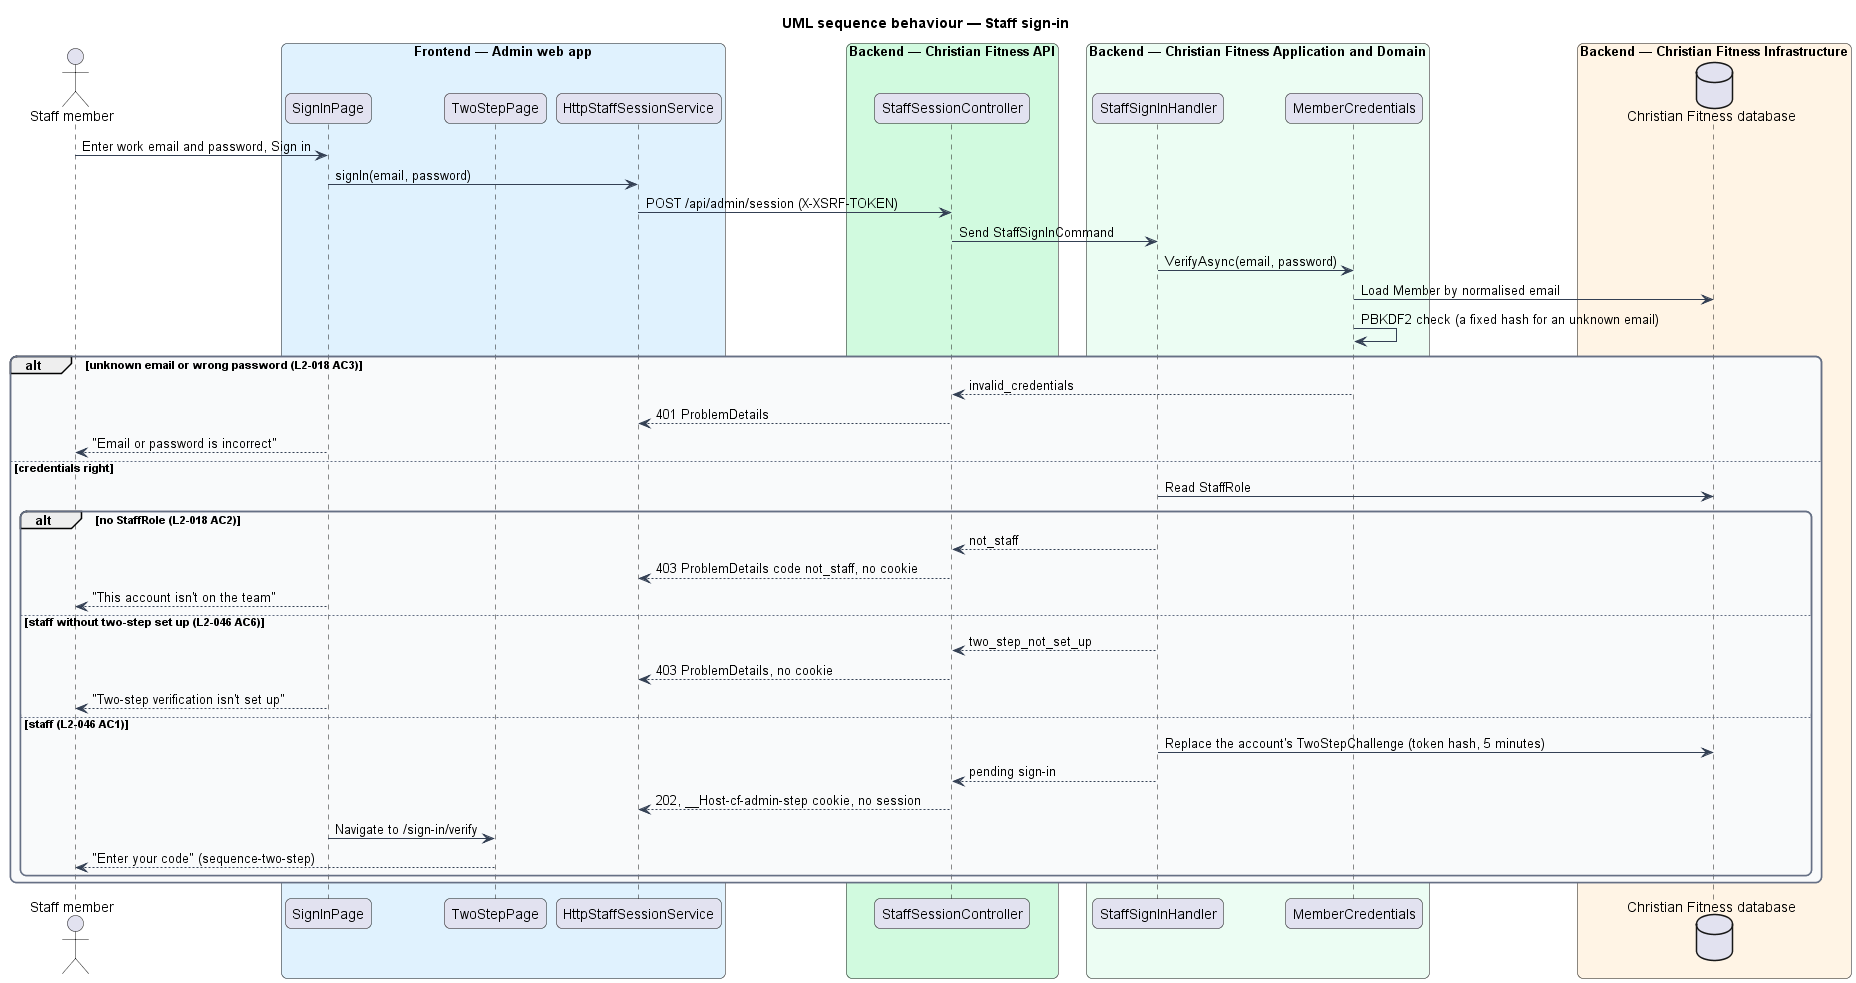 UML sequence behaviour — Staff sign-in
Frontend — Admin web app
Backend — Christian Fitness API
Backend — Christian Fitness Application and Domain
Backend — Christian Fitness Infrastructure
Staff member
SignInPage
TwoStepPage
HttpStaffSessionService
StaffSessionController
StaffSignInHandler
MemberCredentials
Christian Fitness database
Enter work email and password, Sign in
signIn(email, password)
POST /api/admin/session (X-XSRF-TOKEN)
Send StaffSignInCommand
VerifyAsync(email, password)
Load Member by normalised email
PBKDF2 check (a fixed hash for an unknown email)
alt
[unknown email or wrong password (L2-018 AC3)]
invalid_credentials
401 ProblemDetails
"Email or password is incorrect"
[credentials right]
Read StaffRole
alt
[no StaffRole (L2-018 AC2)]
not_staff
403 ProblemDetails code not_staff, no cookie
"This account isn't on the team"
[staff without two-step set up (L2-046 AC6)]
two_step_not_set_up
403 ProblemDetails, no cookie
"Two-step verification isn't set up"
[staff (L2-046 AC1)]
Replace the account's TwoStepChallenge (token hash, 5 minutes)
pending sign-in
202, __Host-cf-admin-step cookie, no session
Navigate to /sign-in/verify
"Enter your code" (sequence-two-step)
Staff member
SignInPage
TwoStepPage
HttpStaffSessionService
StaffSessionController
StaffSignInHandler
MemberCredentials
Christian Fitness database